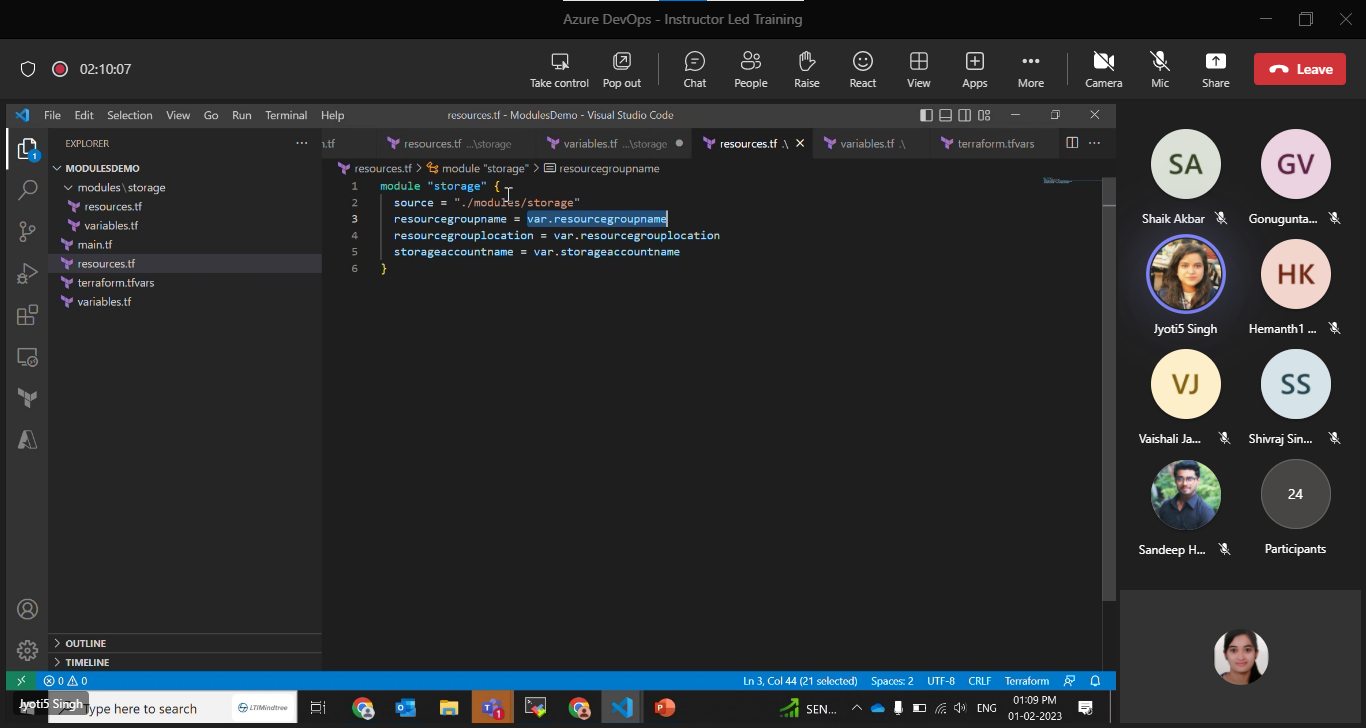 Azure DevOps - Instructor Led Training
02:10:07
Take control
Pop out
Chat
People
Raise
React
View
Apps
More
Camera
Mic
Share
Leave
File Edit Selection View Go Run Terminal Help
resources.tf - ModulesDemo - Visual Studio Code
EXPLORER
MODULESDEMO
modules\storage
resources.tf
variables.tf
main.tf
resources.tf
terraform.tfvars
variables.tf
OUTLINE
TIMELINE
1
n.tf
resources.tf ...\storage
variables.tf ...\storage
resources.tf .\
variables.tf .\
terraform.tfvars
resources.tf > module "storage" > resourcegroupname
1 module "storage" {
2 source = "./modules/storage"
3 resourcegroupname = var.resourcegroupname
4 resourcegrouplocation = var.resourcegrouplocation
5 storageaccountname = var.storageaccountname
6 }
0 0
Ln 3, Col 44 (21 selected) Spaces: 2 UTF-8 CRLF Terraform
Jyoti5 Singh
Type here to search
LTIMindtree
1
SEN...
ENG
01:09 PM
01-02-2023
SA
Shaik Akbar
GV
Gonugunta...
Jyoti5 Singh
HK
Hemanth1 ...
VJ
Vaishali Ja...
SS
Shivraj Sin...
Sandeep H...
24
Participants